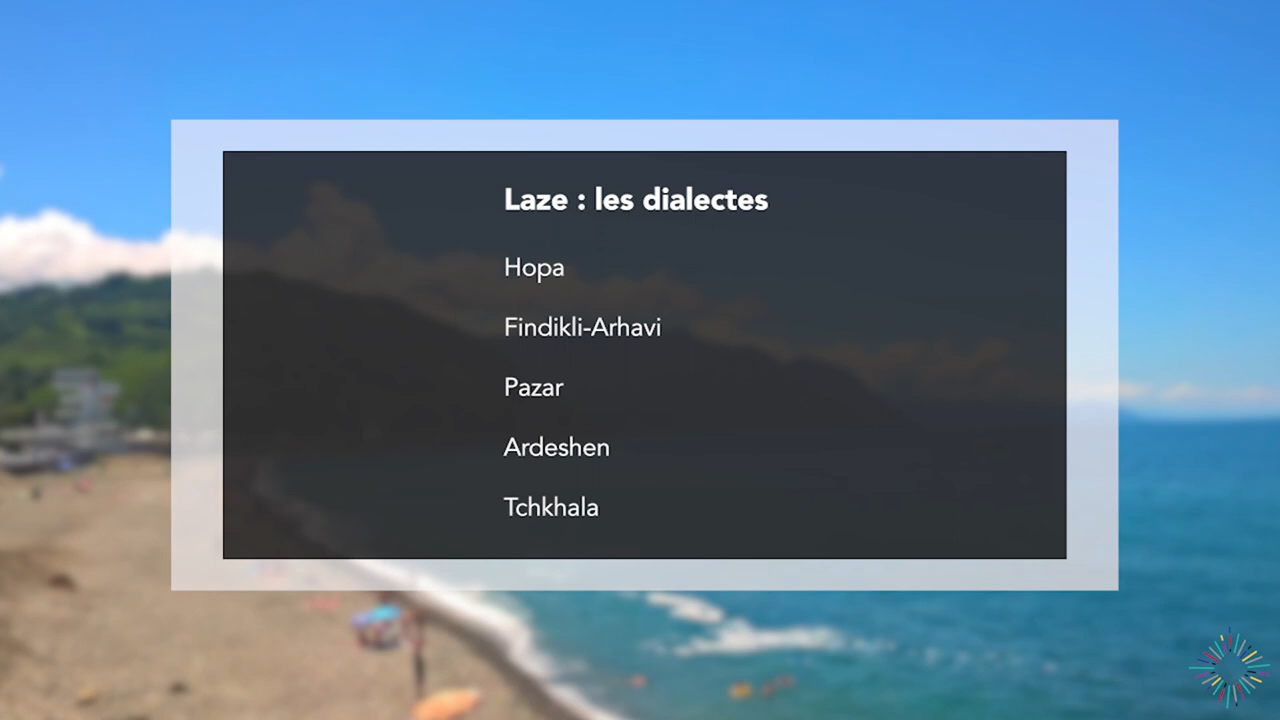 Laze : les dialectes
Hopa
Findikli-Arhavi
Pazar
Ardeshen
Tchkhala